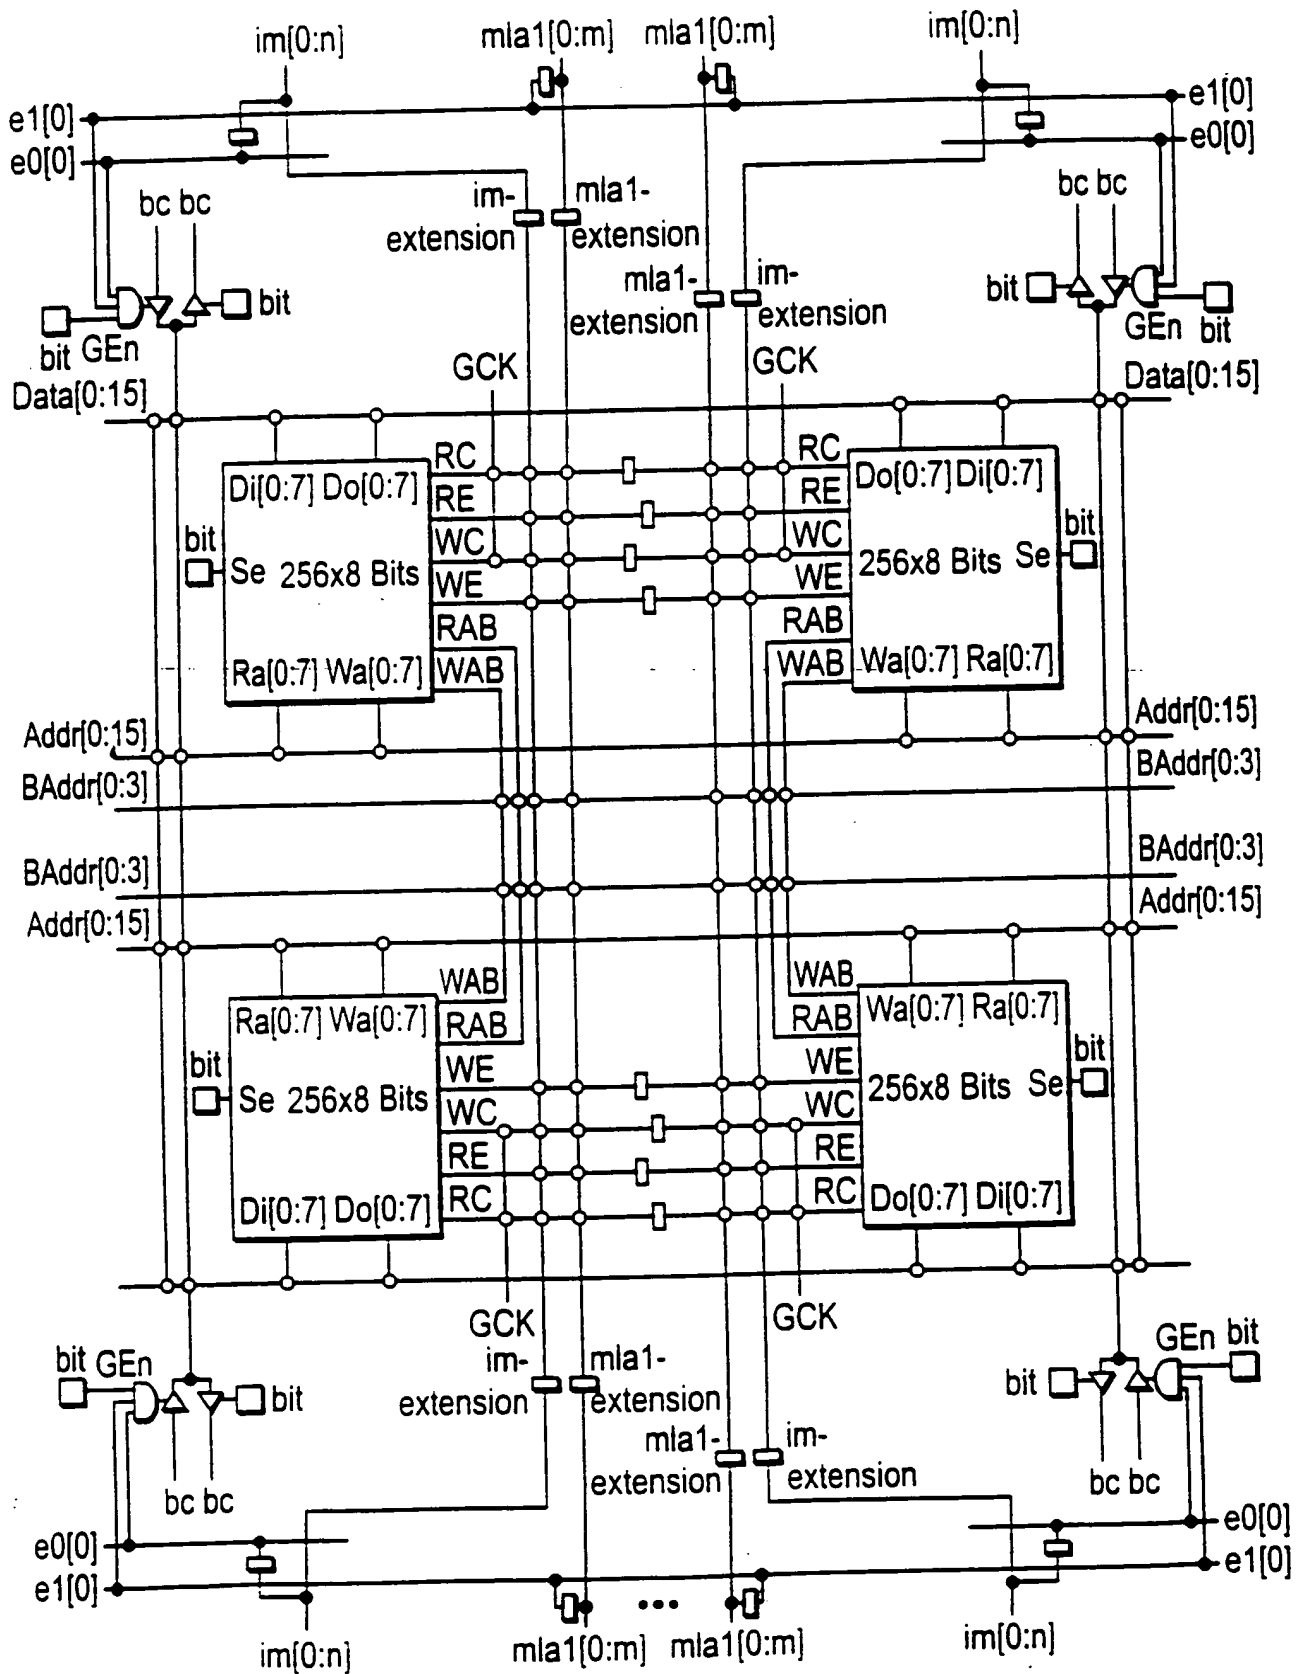 im[0:n] mla1[0:m] mla1[0:m] im[0:n]
e1[0] e1[0]
e0[0] e0[0]
bc bc im- mla1- bc bc
extension extension
bit mla1- im- bit
extension extension
bit GEn GCK GCK GEn bit
Data[0:15] Data[0:15]
RC RC
Di[0:7] Do[0:7] Do[0:7] Di[0:7]
RE RE
bit WC WC bit
Se 256x8 Bits 256x8 Bits Se
WE WE
RAB RAB
Ra[0:7] Wa[0:7] WAB WAB Wa[0:7] Ra[0:7]
Addr[0:15] Addr[0:15]
BAddr[0:3] BAddr[0:3]
BAddr[0:3] BAddr[0:3]
Addr[0:15] Addr[0:15]
WAB WAB
Ra[0:7] Wa[0:7] RAB RAB Wa[0:7] Ra[0:7]
bit WE WE bit
Se 256x8 Bits 256x8 Bits Se
WC WC
RE RE
RC RC
Di[0:7] Do[0:7] Do[0:7] Di[0:7]
GCK GCK
bit GEn im- mla1- GEn bit
bit extension extension bit
mla1- im-
extension extension
bc bc bc bc
e0[0] e0[0]
e1[0] e1[0]
im[0:n] mla1[0:m] mla1[0:m] im[0:n]